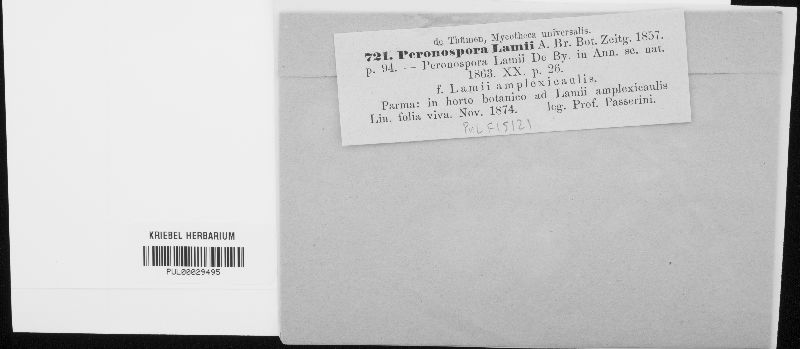 de Thümen, Mycotheca universalis.
721. Peronospora Lamii A. Br. Bot. Zeitg. 1857.
p. 94. — Peronospora Lamii De By. in Ann. sc. nat.
1863. XX. p. 26.
f. Lamii amplexicaulis.
Parma: in horto botanico ad Lamii amplexicaulis
Lin. folia viva. Nov. 1874. leg. Prof. Passerini.
PUL F15121
KRIEBEL HERBARIUM
PUL00029495